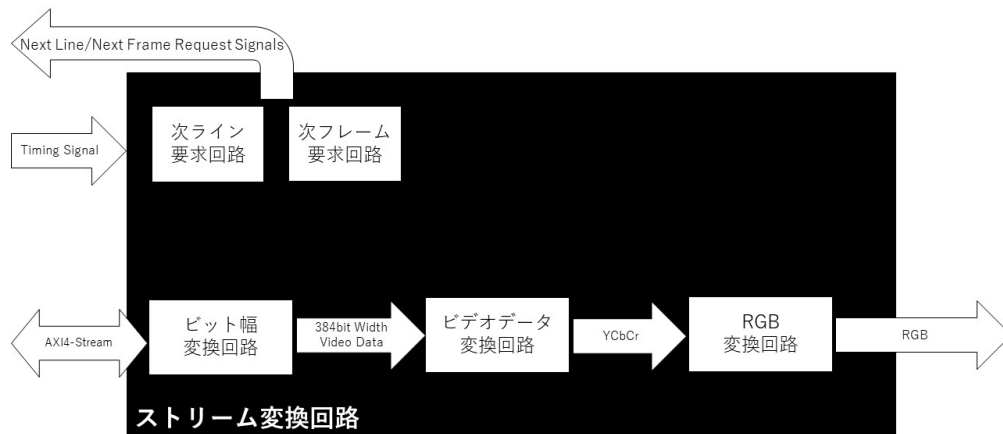 Next Line/Next Frame Request Signals
Timing Signal
次ライン
要求回路
次フレーム
要求回路
AXI4-Stream
ビット幅
変換回路
384bit Width
Video Data
ビデオデータ
変換回路
YCbCr
RGB
変換回路
RGB
ストリーム変換回路